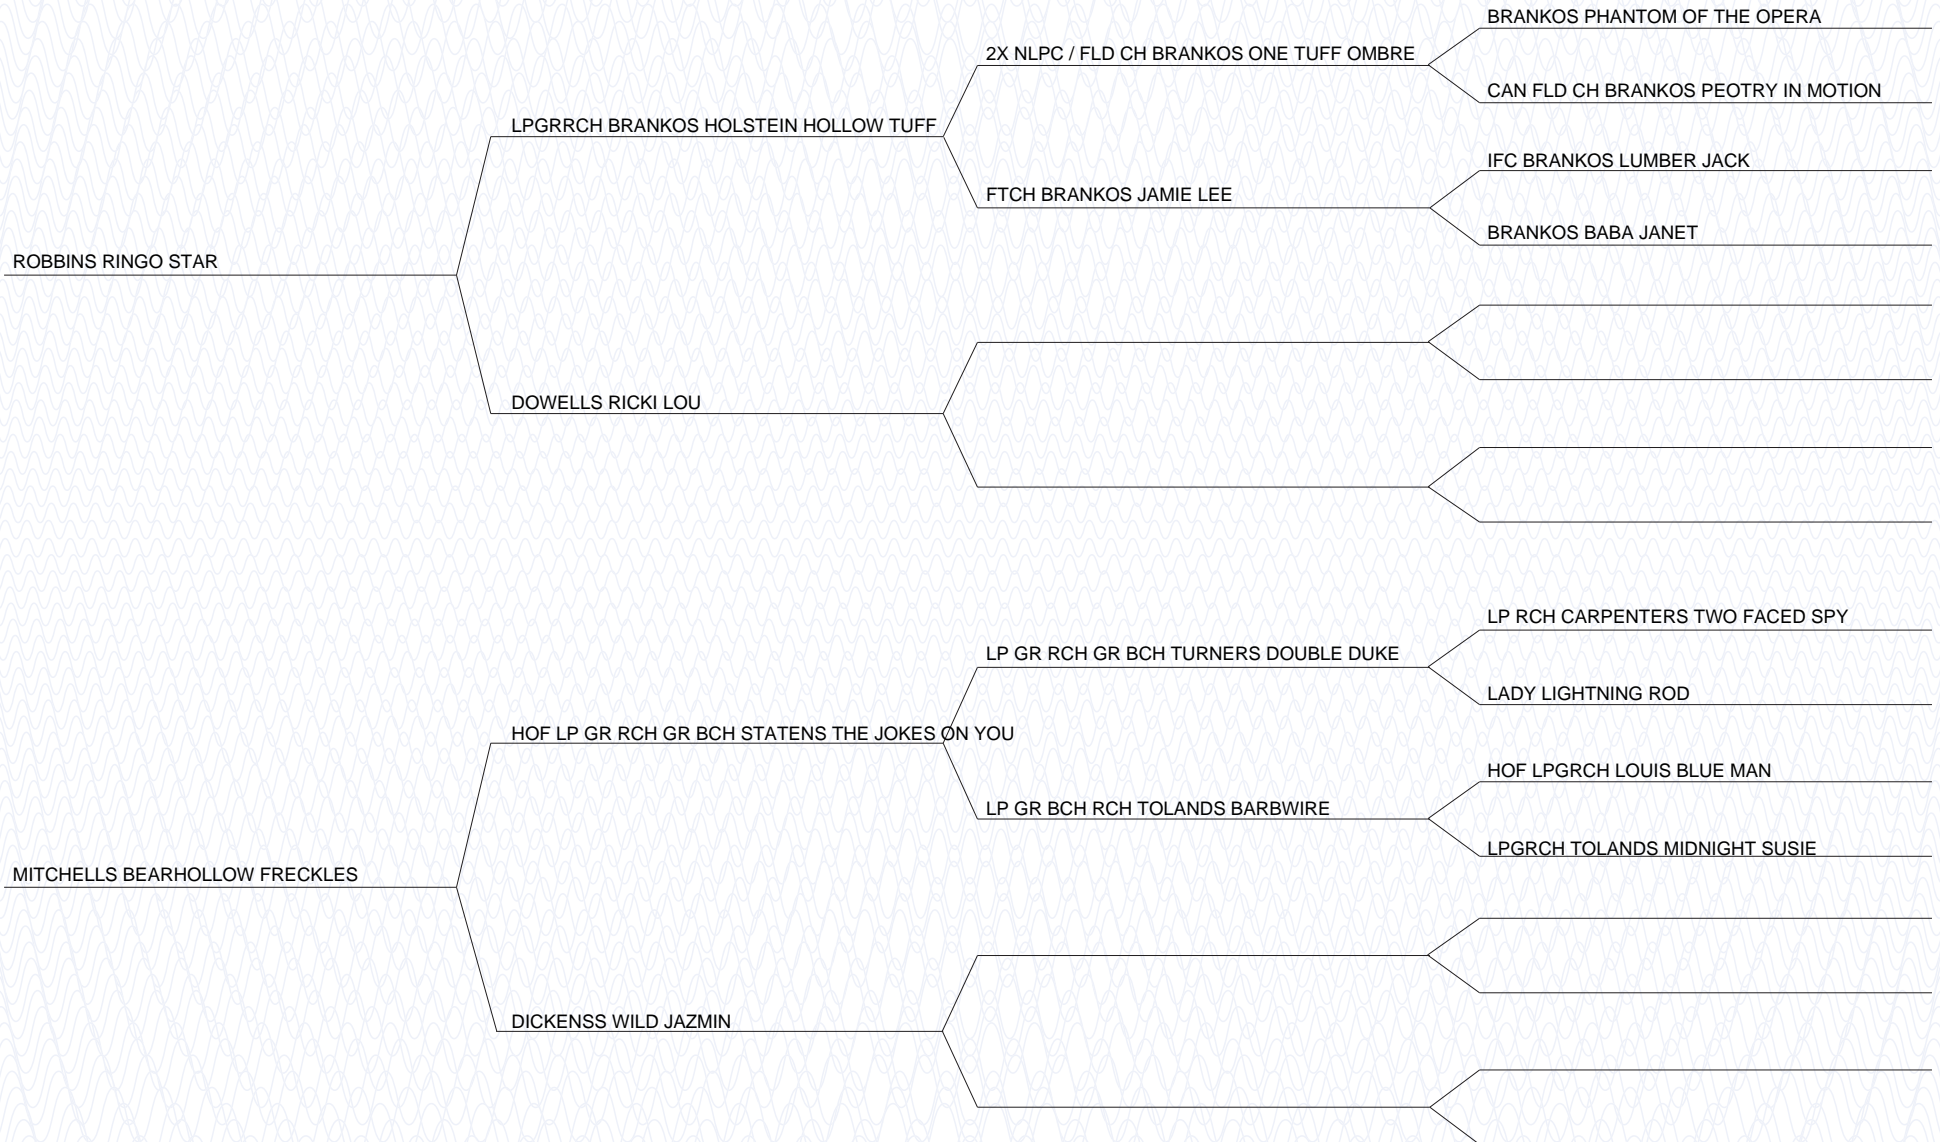 BRANKOS PHANTOM OF THE OPERA
2X NLPC / FLD CH BRANKOS ONE TUFF OMBRE
CAN FLD CH BRANKOS PEOTRY IN MOTION
LPGRRCH BRANKOS HOLSTEIN HOLLOW TUFF
IFC BRANKOS LUMBER JACK
FTCH BRANKOS JAMIE LEE
BRANKOS BABA JANET
ROBBINS RINGO STAR
DOWELLS RICKI LOU
LP RCH CARPENTERS TWO FACED SPY
LP GR RCH GR BCH TURNERS DOUBLE DUKE
LADY LIGHTNING ROD
HOF LP GR RCH GR BCH STATENS THE JOKES ON YOU
HOF LPGRCH LOUIS BLUE MAN
LP GR BCH RCH TOLANDS BARBWIRE
LPGRCH TOLANDS MIDNIGHT SUSIE
MITCHELLS BEARHOLLOW FRECKLES
DICKENSS WILD JAZMIN